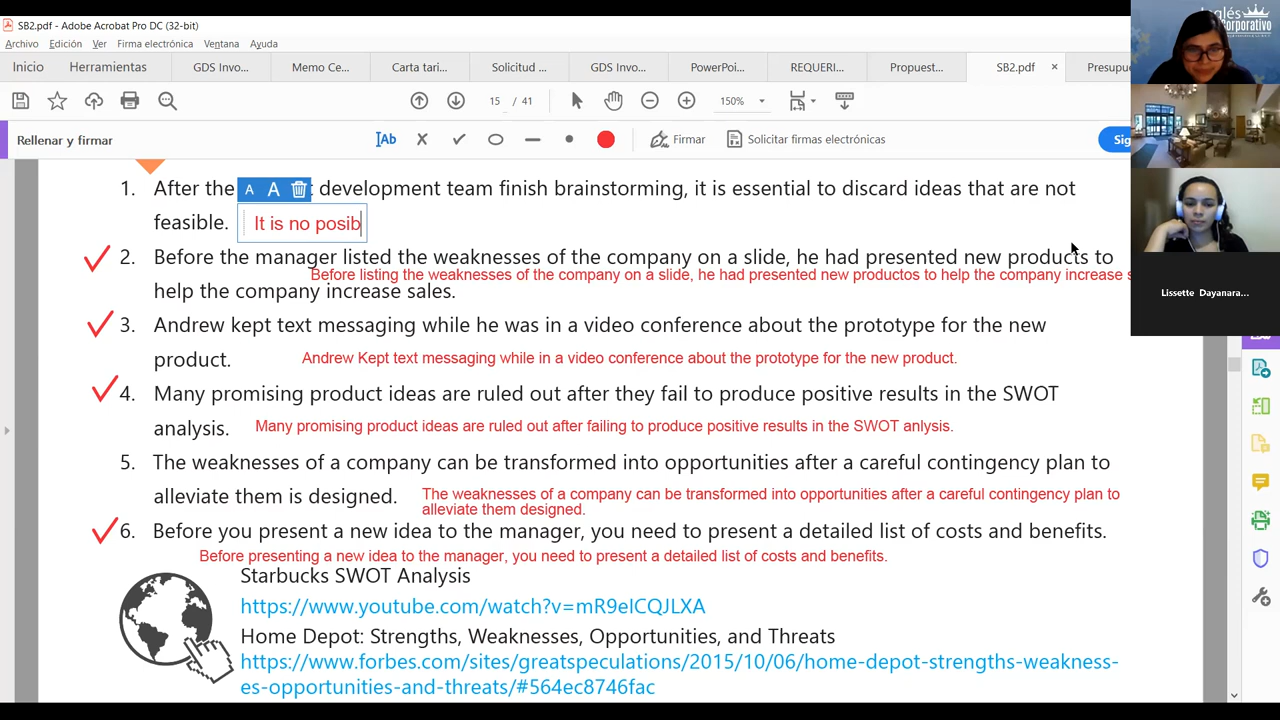 SB2.pdf - Adobe Acrobat Pro DC (32-bit)
Archivo Edición Ver Firma electrónica Ventana Ayuda
Inicio Herramientas GDS Invo... Memo Ce... Carta tari... Solicitud ... GDS Invo... PowerPoi... REQUERI... Propuest... SB2.pdf × Presupu
15 / 41 150%
Rellenar y firmar Ab Firmar Solicitar firmas electrónicas Sig
1. After the development team finish brainstorming, it is essential to discard ideas that are not
feasible. It is no posib
2. Before the manager listed the weaknesses of the company on a slide, he had presented new products to
Before listing the weaknesses of the company on a slide, he had presented new productos to help the company increase s
help the company increase sales.
3. Andrew kept text messaging while he was in a video conference about the prototype for the new
product. Andrew Kept text messaging while in a video conference about the prototype for the new product.
4. Many promising product ideas are ruled out after they fail to produce positive results in the SWOT
analysis. Many promising product ideas are ruled out after failing to produce positive results in the SWOT anlysis.
5. The weaknesses of a company can be transformed into opportunities after a careful contingency plan to
alleviate them is designed. The weaknesses of a company can be transformed into opportunities after a careful contingency plan to
alleviate them designed.
6. Before you present a new idea to the manager, you need to present a detailed list of costs and benefits.
Before presenting a new idea to the manager, you need to present a detailed list of costs and benefits.
Starbucks SWOT Analysis
https://www.youtube.com/watch?v=mR9eICQJLXA
Home Depot: Strengths, Weaknesses, Opportunities, and Threats
https://www.forbes.com/sites/greatspeculations/2015/10/06/home-depot-strengths-weakness-
es-opportunities-and-threats/#564ec8746fac
Lissette Dayanara...